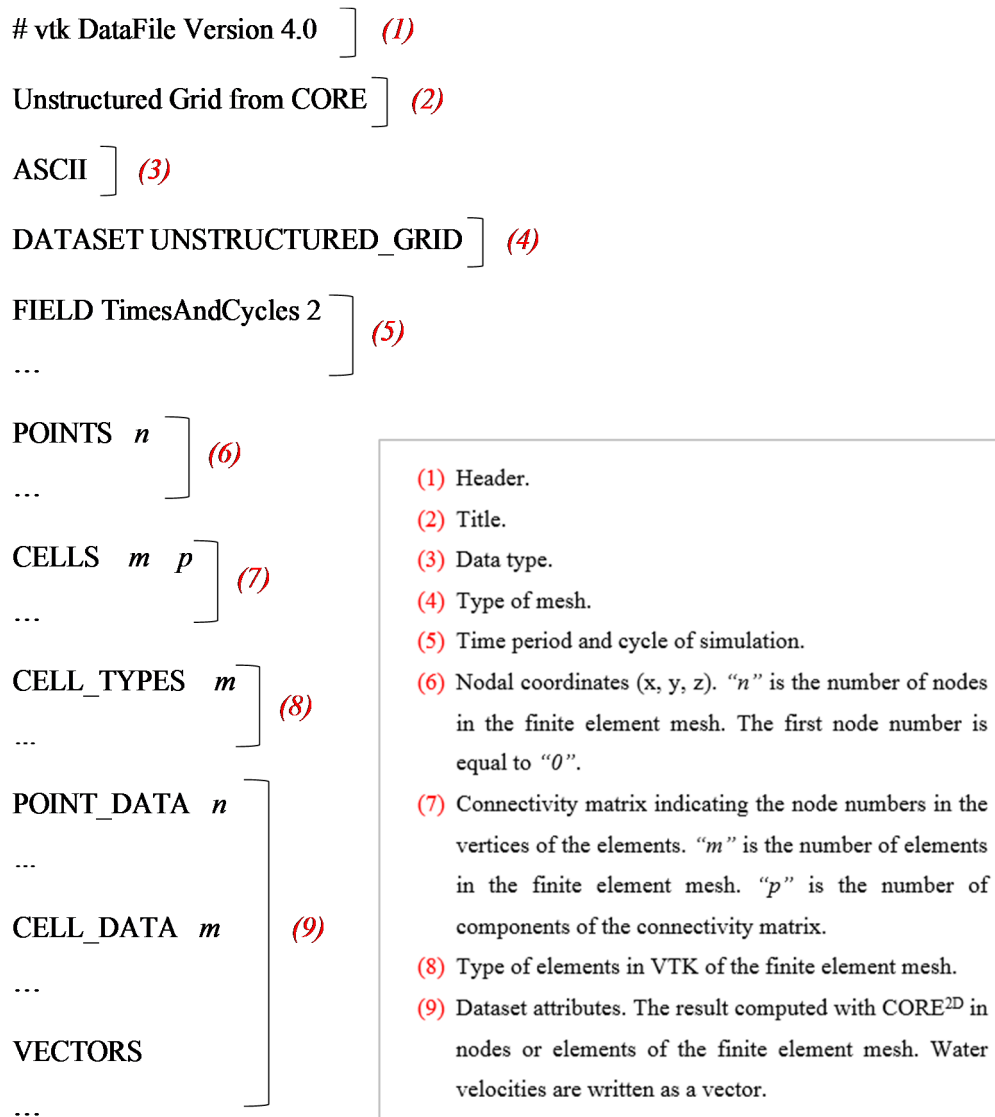 # vtk DataFile Version 4.0 (1)
Unstructured Grid from CORE (2)
ASCII (3)
DATASET UNSTRUCTURED_GRID (4)
FIELD TimesAndCycles 2
(5)
...
POINTS n
(6)
...
CELLS m p
(7)
...
CELL_TYPES m
(8)
...
POINT_DATA n
...
CELL_DATA m (9)
...
VECTORS
...
(1) Header.
(2) Title.
(3) Data type.
(4) Type of mesh.
(5) Time period and cycle of simulation.
(6) Nodal coordinates (x, y, z). “n” is the number of nodes
in the finite element mesh. The first node number is
equal to “0”.
(7) Connectivity matrix indicating the node numbers in the
vertices of the elements. “m” is the number of elements
in the finite element mesh. “p” is the number of
components of the connectivity matrix.
(8) Type of elements in VTK of the finite element mesh.
(9) Dataset attributes. The result computed with CORE2D in
nodes or elements of the finite element mesh. Water
velocities are written as a vector.